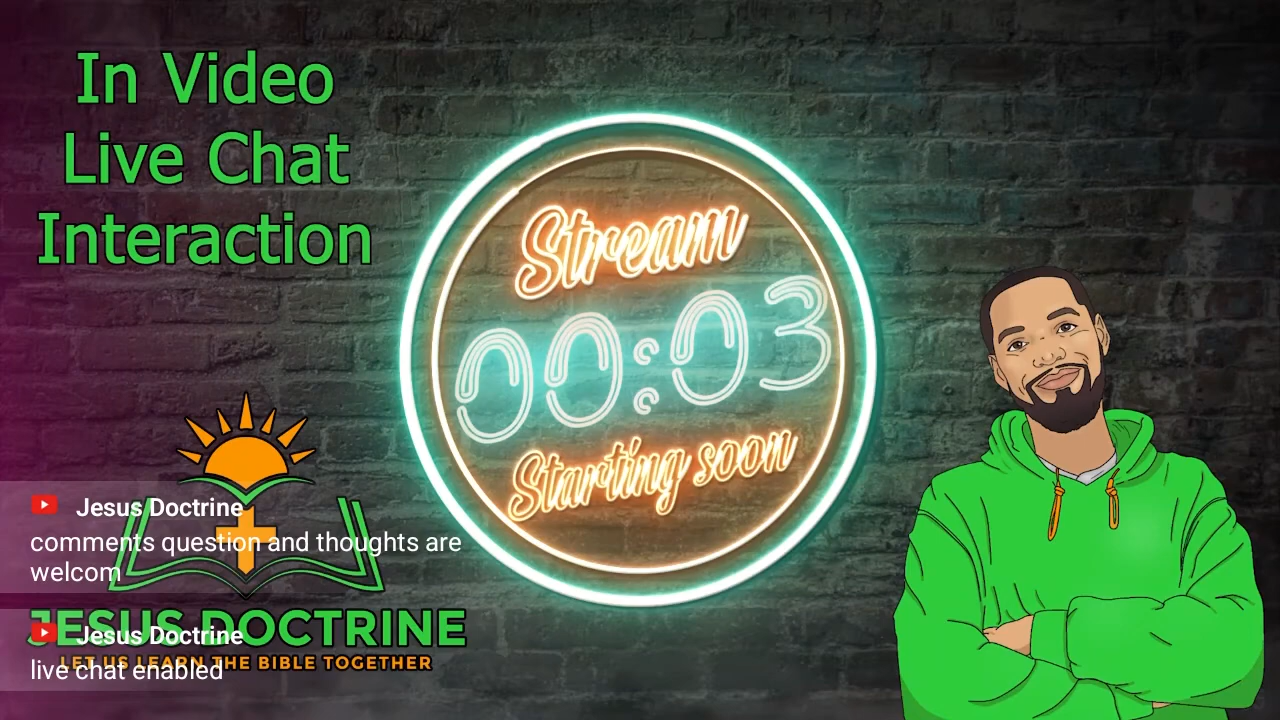 In Video
Live Chat
Interaction
Stream
00:03
Starting soon
Jesus Doctrine
comments question and thoughts are
welcom
JESUS DOCTRINE
Jesus Doctrine
LET US LEARN THE BIBLE TOGETHER
live chat enabled